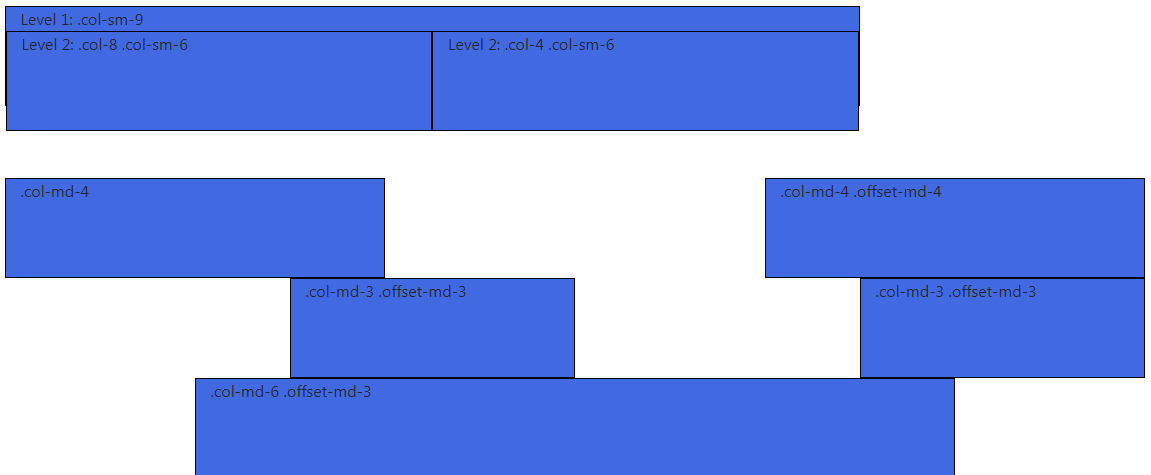 Level 1: .col-sm-9
Level 2: .col-8 .col-sm-6
Level 2: .col-4 .col-sm-6
.col-md-4
.col-md-4 .offset-md-4
.col-md-3 .offset-md-3
.col-md-3 .offset-md-3
.col-md-6 .offset-md-3